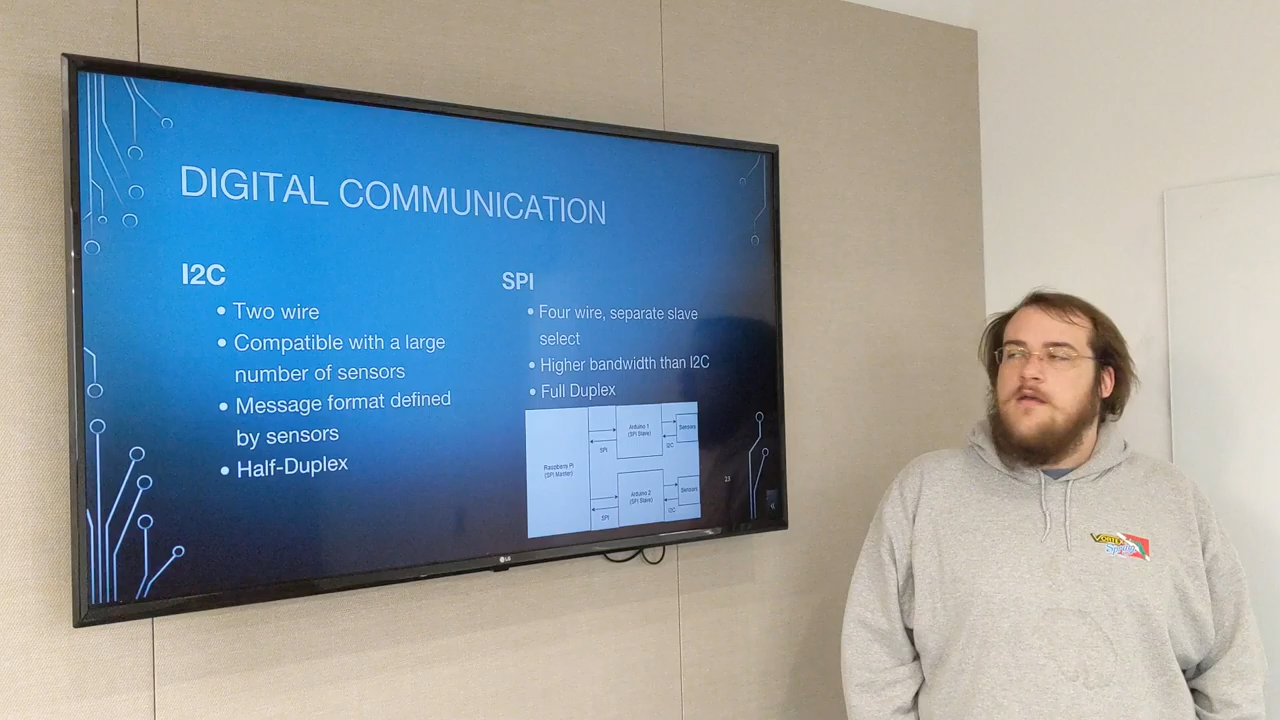 DIGITAL COMMUNICATION
I2C
• Two wire
• Compatible with a large
number of sensors
• Message format defined
by sensors
• Half-Duplex
SPI
• Four wire, separate slave
select
• Higher bandwidth than I2C
• Full Duplex
Raspberry Pi
(SPI Master)
SPI
Arduino 1
(SPI Slave)
I2C
Sensors
SPI
Arduino 2
(SPI Slave)
I2C
Sensors
LG
Vortex
Spring